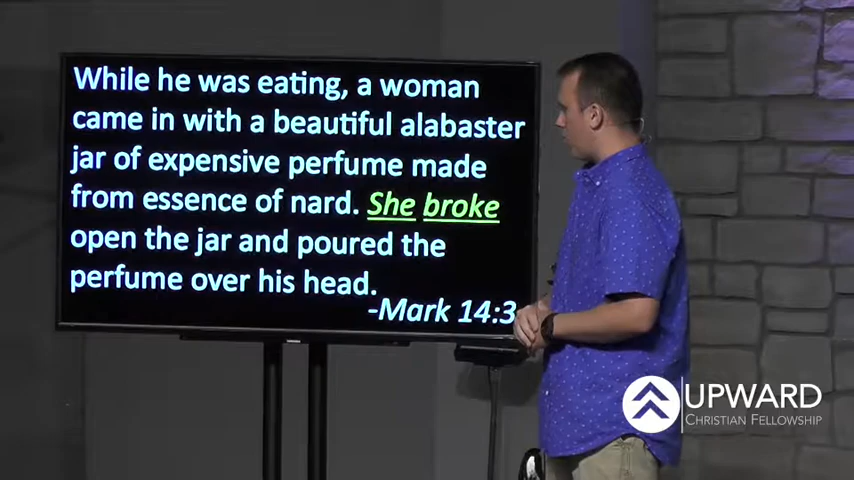 While he was eating, a woman
came in with a beautiful alabaster
jar of expensive perfume made
from essence of nard. She broke
open the jar and poured the
perfume over his head.
-Mark 14:3
UPWARD
CHRISTIAN FELLOWSHIP